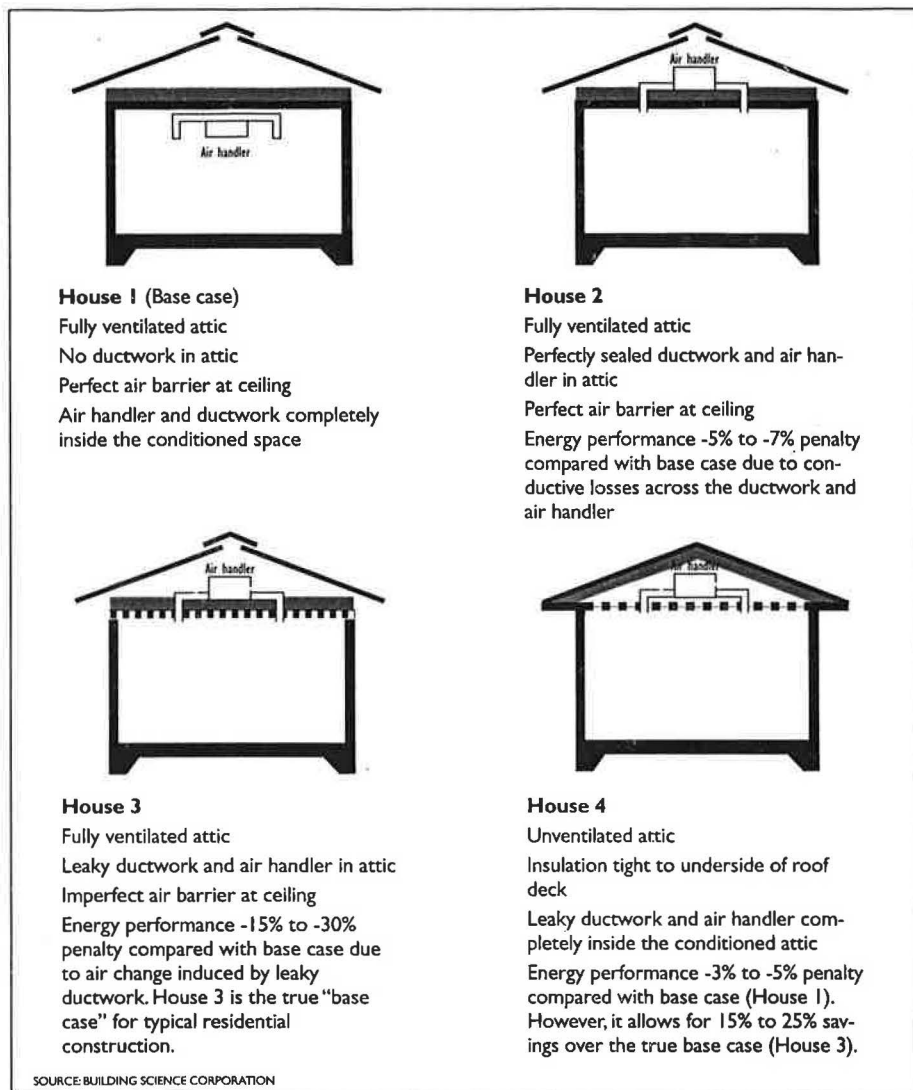 Air handler
House 1 (Base case)
Fully ventilated attic
No ductwork in attic
Perfect air barrier at ceiling
Air handler and ductwork completely
inside the conditioned space
Air handler
House 2
Fully ventilated attic
Perfectly sealed ductwork and air han-
dler in attic
Perfect air barrier at ceiling
Energy performance -5% to -7% penalty
compared with base case due to con-
ductive losses across the ductwork and
air handler
Air handler
House 3
Fully ventilated attic
Leaky ductwork and air handler in attic
Imperfect air barrier at ceiling
Energy performance -15% to -30%
penalty compared with base case due
to air change induced by leaky
ductwork. House 3 is the true "base
case" for typical residential
construction.
Air handler
House 4
Unventilated attic
Insulation tight to underside of roof
deck
Leaky ductwork and air handler com-
pletely inside the conditioned attic
Energy performance -3% to -5% penalty
compared with base case (House 1).
However, it allows for 15% to 25% sav-
ings over the true base case (House 3).
SOURCE: BUILDING SCIENCE CORPORATION